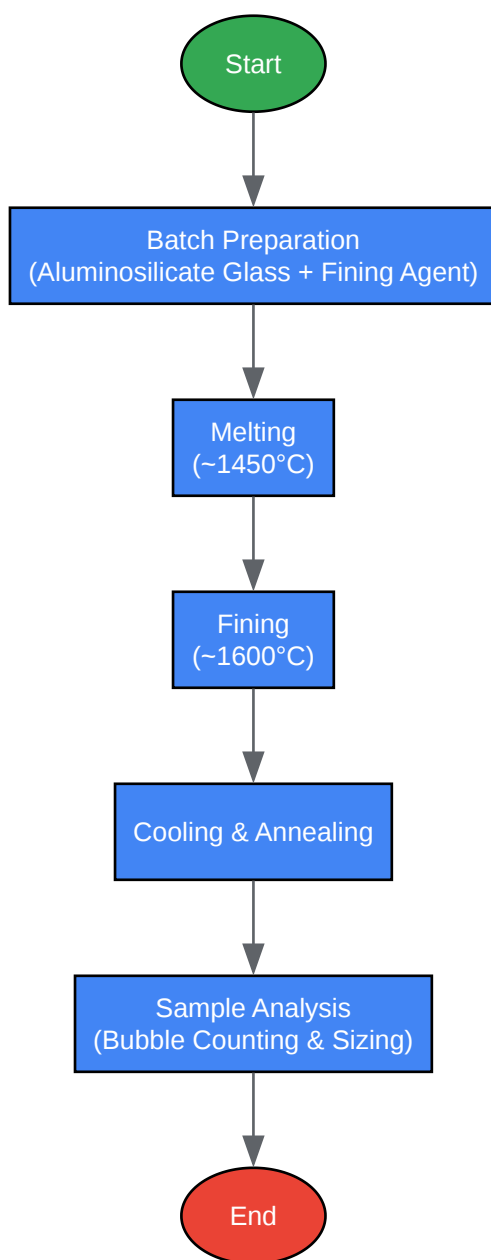 Start
Batch Preparation
(Aluminosilicate Glass + Fining Agent)
Melting
(~1450°C)
Fining
(~1600°C)
Cooling & Annealing
Sample Analysis
(Bubble Counting & Sizing)
End